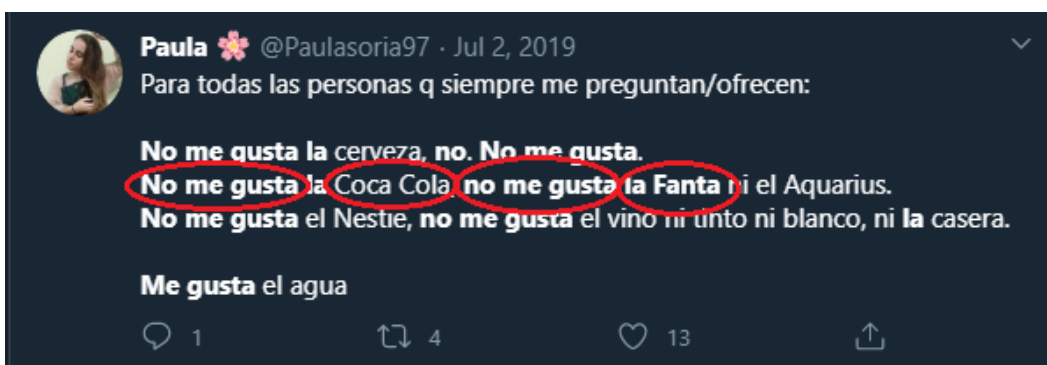 Paula 🌸 @Paulasoria97 · Jul 2, 2019
Para todas las personas q siempre me preguntan/ofrecen:
No me gusta la cerveza, no. No me gusta.
No me gusta la Coca Cola, no me gusta la Fanta ni el Aquarius.
No me gusta el Nestie, no me gusta el vino ni tinto ni blanco, ni la casera.
Me gusta el agua
1 4 13